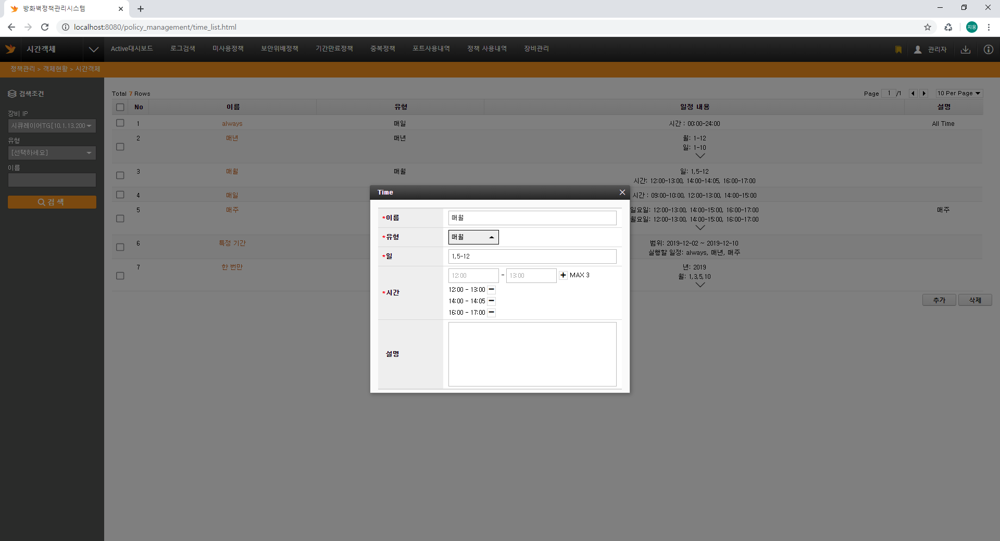 방화벽정책관리시스템
localhost:8080/policy_management/time_list.html
지웅
시간객체
Active대시보드 로그검색 미사용정책 보안위배정책 기간만료정책 중복정책 포트사용내역 정책 사용내역 장비관리
관리자
정책관리 > 객체현황 > 시간객체
검색조건
장비 IP
시큐레이어TG[10.1.13.200
유형
[선택하세요]
이름
검 색
Total 7 Rows
Page 1 /1 10 Per Page
No 이름 유형 일정 내용 설명
1 always 매일 시간 : 00:00-24:00 All Time
2 매년 매년 월: 1-12
일: 1-10
3 매월 매월 일: 1,5-12
시간: 12:00-13:00, 14:00-14:05, 16:00-17:00
4 매일 시간 : 09:00-10:00, 12:00-13:00, 14:00-15:00
5 매주 일요일: 12:00-13:00, 14:00-15:00, 16:00-17:00 매주
월요일: 12:00-13:00, 14:00-15:00, 16:00-17:00
6 특정 기간 범위: 2019-12-02 ~ 2019-12-10
실행할 일정: always, 매년, 매주
7 한 번만 년: 2019
월: 1,3,5,10
추가 삭제
Time
*이름 매월
*유형 매월
*일 1,5-12
*시간
12:00 - 13:00 + MAX 3
12:00 - 13:00
14:00 - 14:05
16:00 - 17:00
설명